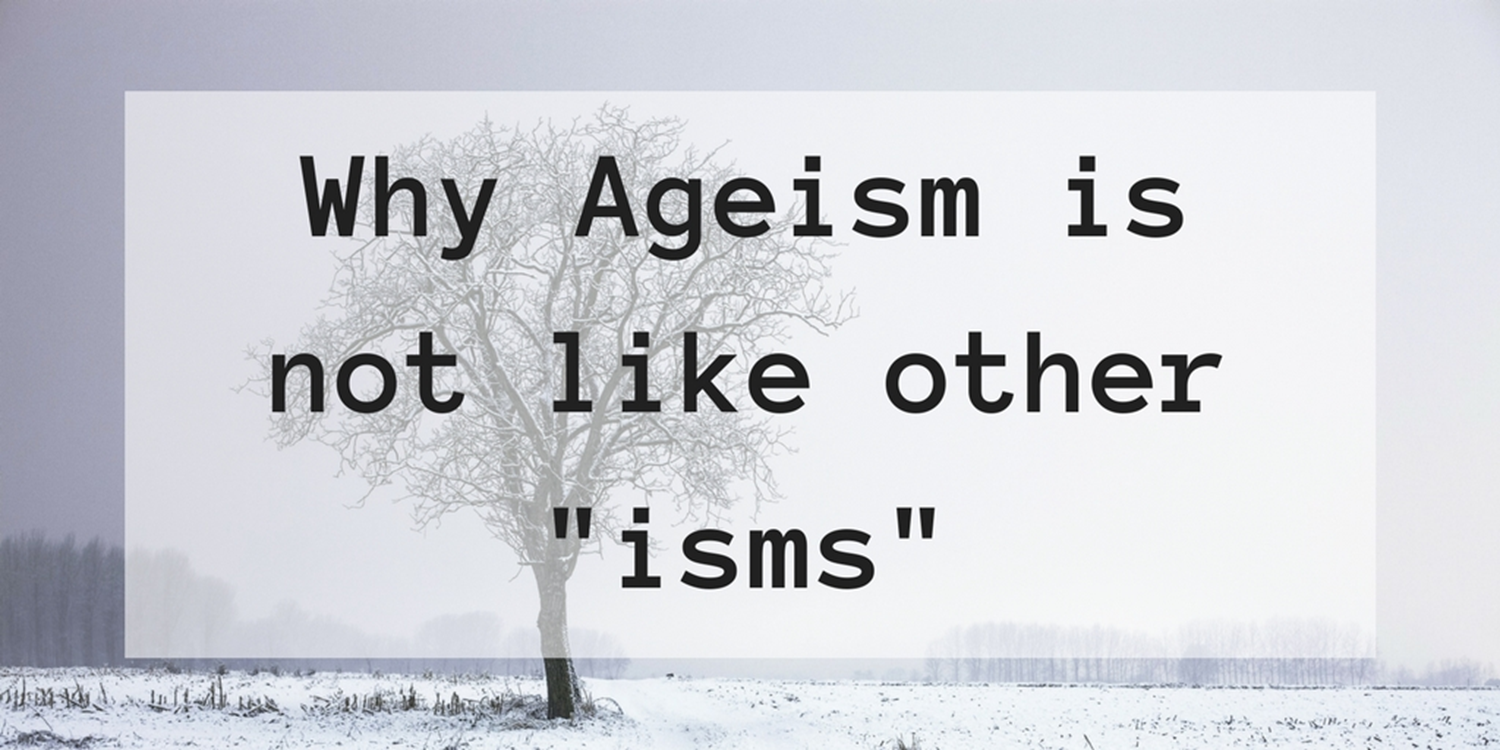 Why Ageism is
not like other
"isms"